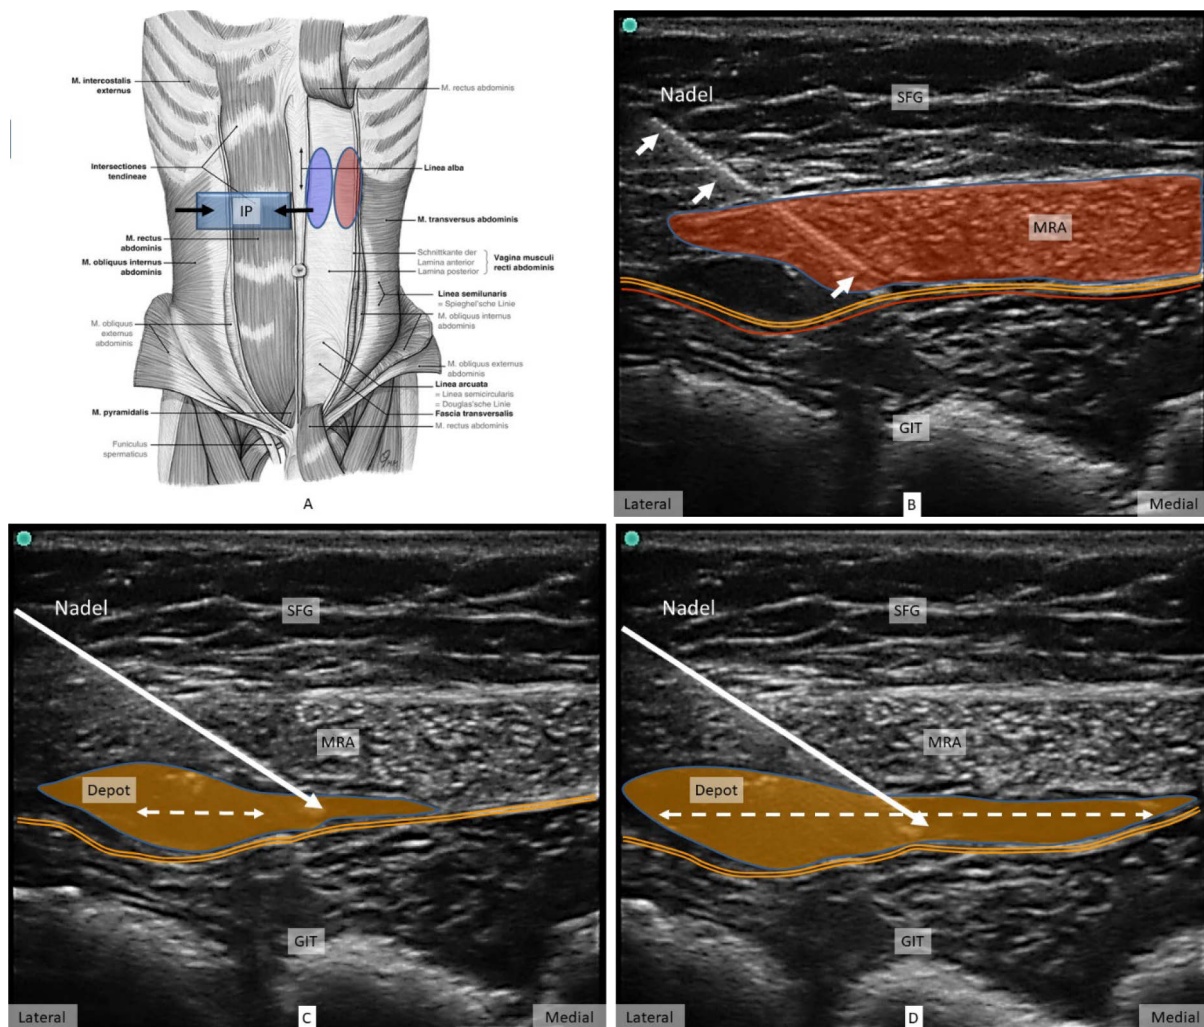 M. intercostalis
externus
M. rectus abdominis
Intersectiones
tendineae
Linea alba
IP
M. rectus
abdominis
M. transversus abdominis
M. obliquus internus
abdominis
Schnittkante der
Lamina anterior
Lamina posterior
Vagina musculi
recti abdominis
Linea semilunaris
= Spieghel'sche Linie
M. obliquus internus
abdominis
M. obliquus
externus
abdominis
M. obliquus externus
abdominis
Linea arcuata
= Linea semicircularis
= Douglas'sche Linie
M. pyramidalis
Fascia transversalis
M. rectus abdominis
Funiculus
spermaticus
A
Nadel
SFG
MRA
GIT
Lateral
B
Medial
Nadel
SFG
MRA
Depot
GIT
Lateral
C
Medial
Nadel
SFG
MRA
Depot
GIT
Lateral
D
Medial